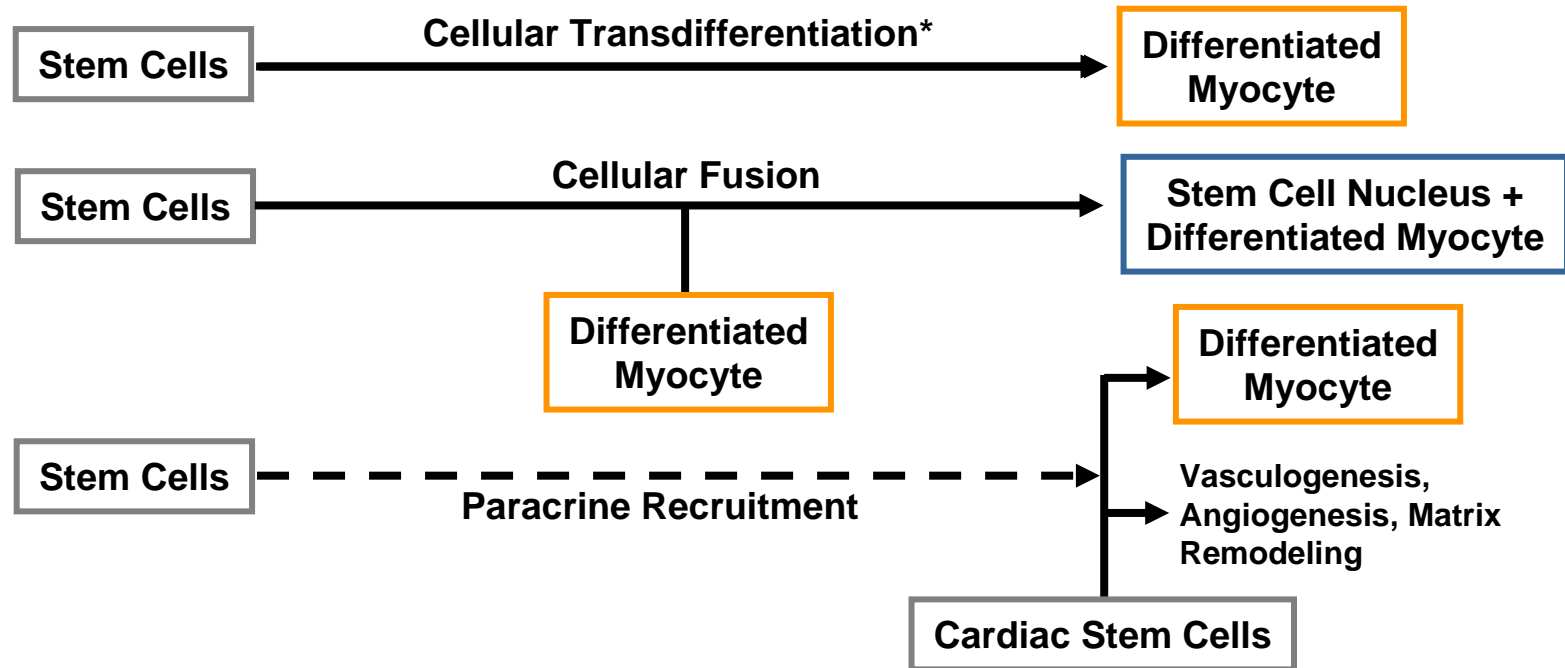 Stem Cells
Cellular Transdifferentiation*
Differentiated
Myocyte
Stem Cells
Cellular Fusion
Stem Cell Nucleus +
Differentiated Myocyte
Differentiated
Myocyte
Differentiated
Myocyte
Stem Cells
Paracrine Recruitment
Vasculogenesis,
Angiogenesis, Matrix
Remodeling
Cardiac Stem Cells